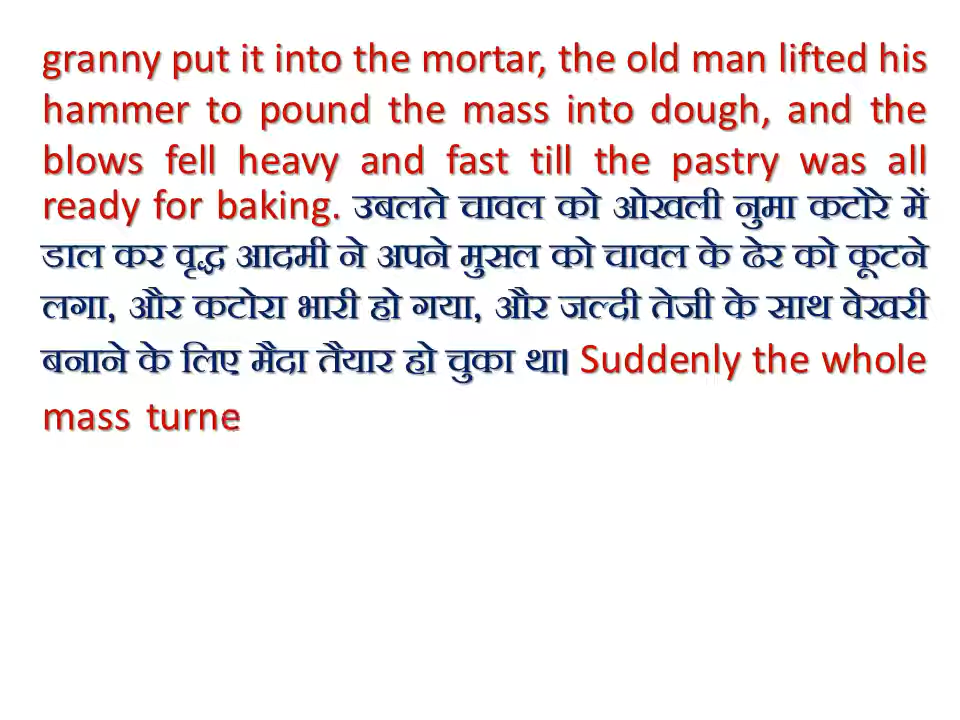 granny put it into the mortar, the old man lifted his
hammer to pound the mass into dough, and the
blows fell heavy and fast till the pastry was all
ready for baking. उबलते चावल को ओखली नुमा कटोरे में
डाल कर वृद्ध आदमी ने अपने मुसल को चावल के ढेर को कूटने
लगा, और कटोरा भारी हो गया, और जल्दी तेजी के साथ वेखरी
बनाने के लिए मैदा तैयार हो चुका था। Suddenly the whole
mass turne